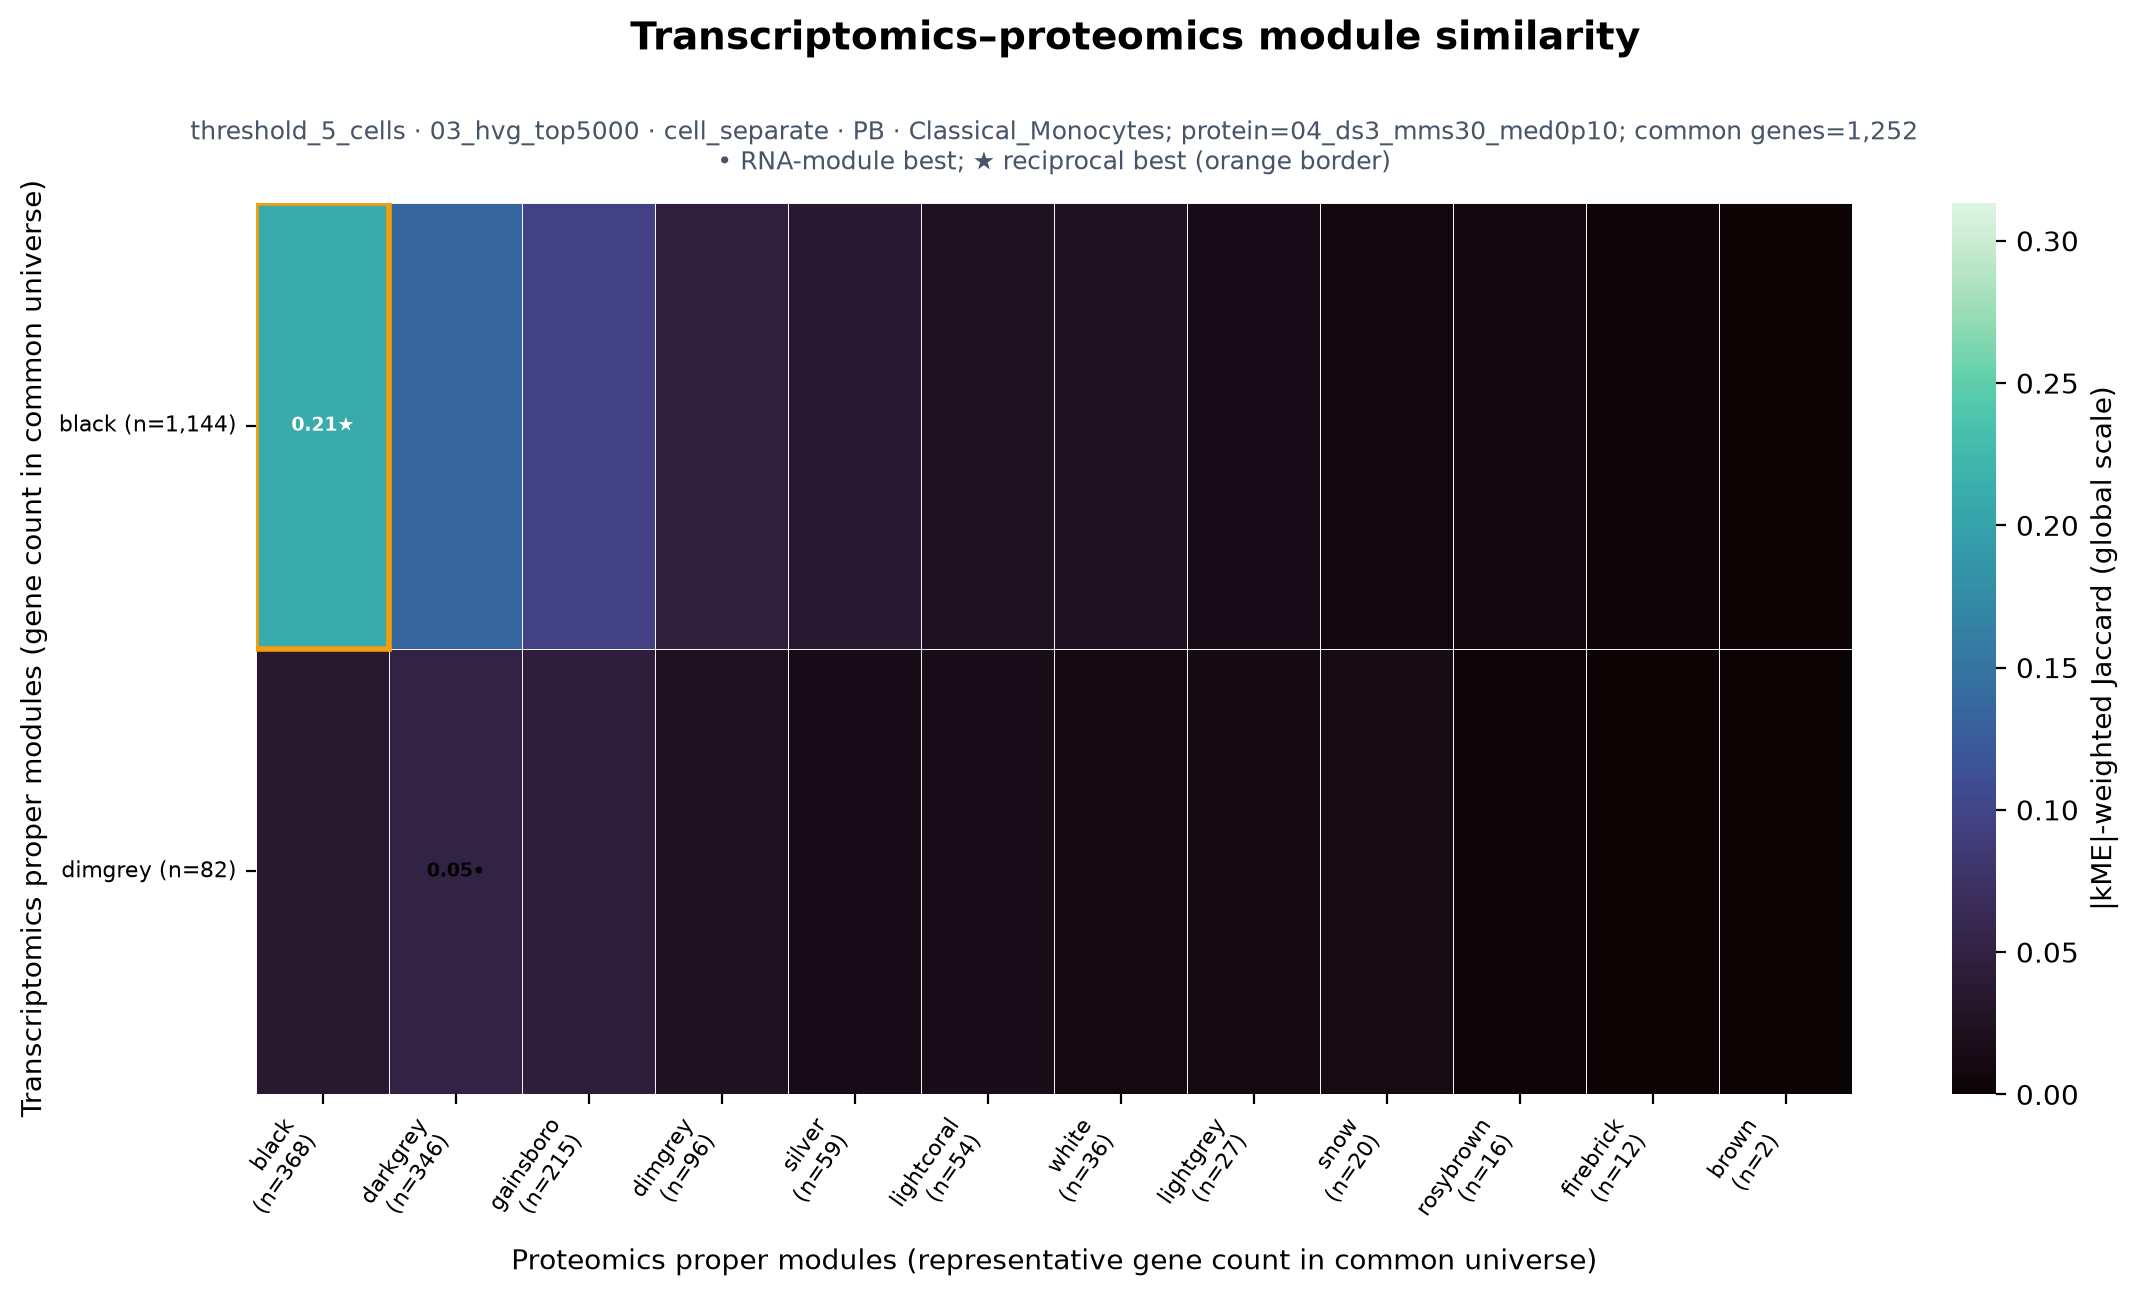 Transcriptomics–proteomics module similarity
threshold_5_cells · 03_hvg_top5000 · cell_separate · PB · Classical_Monocytes; protein=04_ds3_mms30_med0p10; common genes=1,252
• RNA-module best; ★ reciprocal best (orange border)
Transcriptomics proper modules (gene count in common universe)
black (n=1,144)
dimgrey (n=82)
0.21★
0.05•
black
(n=368)
darkgrey
(n=346)
gainsboro
(n=215)
dimgrey
(n=96)
silver
(n=59)
lightcoral
(n=54)
white
(n=36)
lightgrey
(n=27)
snow
(n=20)
rosybrown
(n=16)
firebrick
(n=12)
brown
(n=2)
Proteomics proper modules (representative gene count in common universe)
0.30
0.25
0.20
0.15
0.10
0.05
0.00
|kME|-weighted Jaccard (global scale)